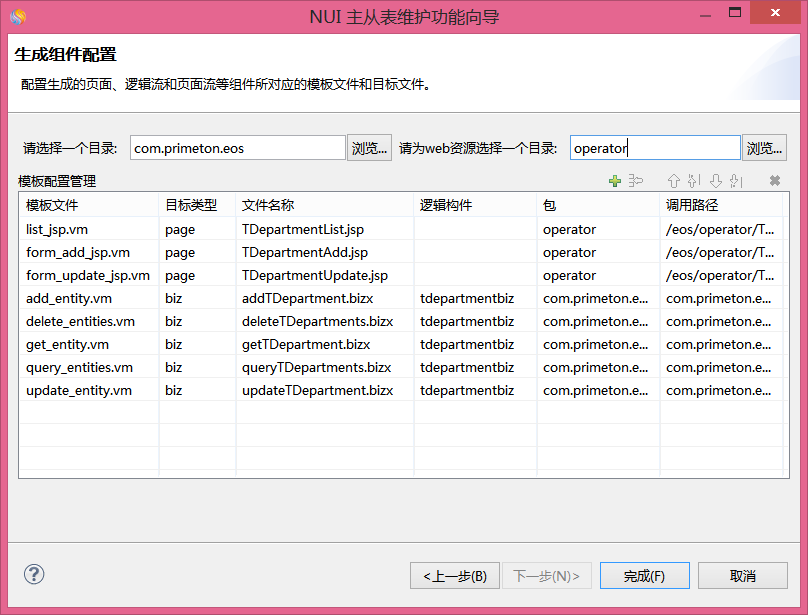 NUI 主从表维护功能向导
生成组件配置
配置生成的页面、逻辑流和页面流等组件所对应的模板文件和目标文件。
请选择一个目录: com.primeton.eos 浏览... 请为web资源选择一个目录: operator 浏览...
模板配置管理
模板文件 目标类型 文件名称 逻辑构件 包 调用路径
list_jsp.vm page TDepartmentList.jsp operator /eos/operator/T...
form_add_jsp.vm page TDepartmentAdd.jsp operator /eos/operator/T...
form_update_jsp.vm page TDepartmentUpdate.jsp operator /eos/operator/T...
add_entity.vm biz addTDepartment.bizx tdepartmentbiz com.primeton.e... com.primeton.e...
delete_entities.vm biz deleteTDepartments.bizx tdepartmentbiz com.primeton.e... com.primeton.e...
get_entity.vm biz getTDepartment.bizx tdepartmentbiz com.primeton.e... com.primeton.e...
query_entities.vm biz queryTDepartments.bizx tdepartmentbiz com.primeton.e... com.primeton.e...
update_entity.vm biz updateTDepartment.bizx tdepartmentbiz com.primeton.e... com.primeton.e...
? <上一步(B) 下一步(N)> 完成(F) 取消